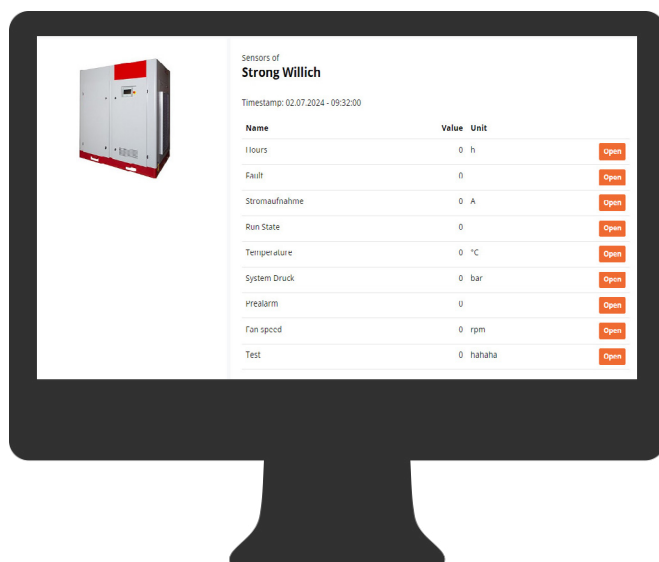 Sensors of
Strong Willich
Timestamp: 02.07.2024 - 09:32:00
Name Value Unit
Hours 0 h Open
Fault 0 Open
Stromaufnahme 0 A Open
Run State 0 Open
Temperature 0 °C Open
System Druck 0 bar Open
Prealarm 0 Open
Fan speed 0 rpm Open
Test 0 hahaha Open